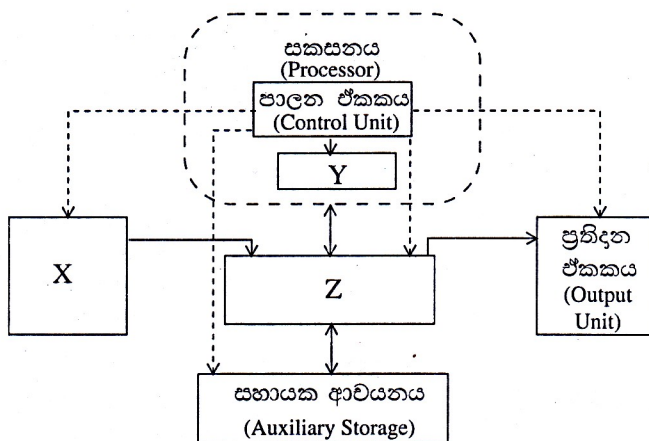 සකසනය
(Processor)
පාලන ඒකකය
(Control Unit)
Y
X
Z
ප්‍රතිදාන
ඒකකය
(Output
Unit)
සහායක ආචයනය
(Auxiliary Storage)